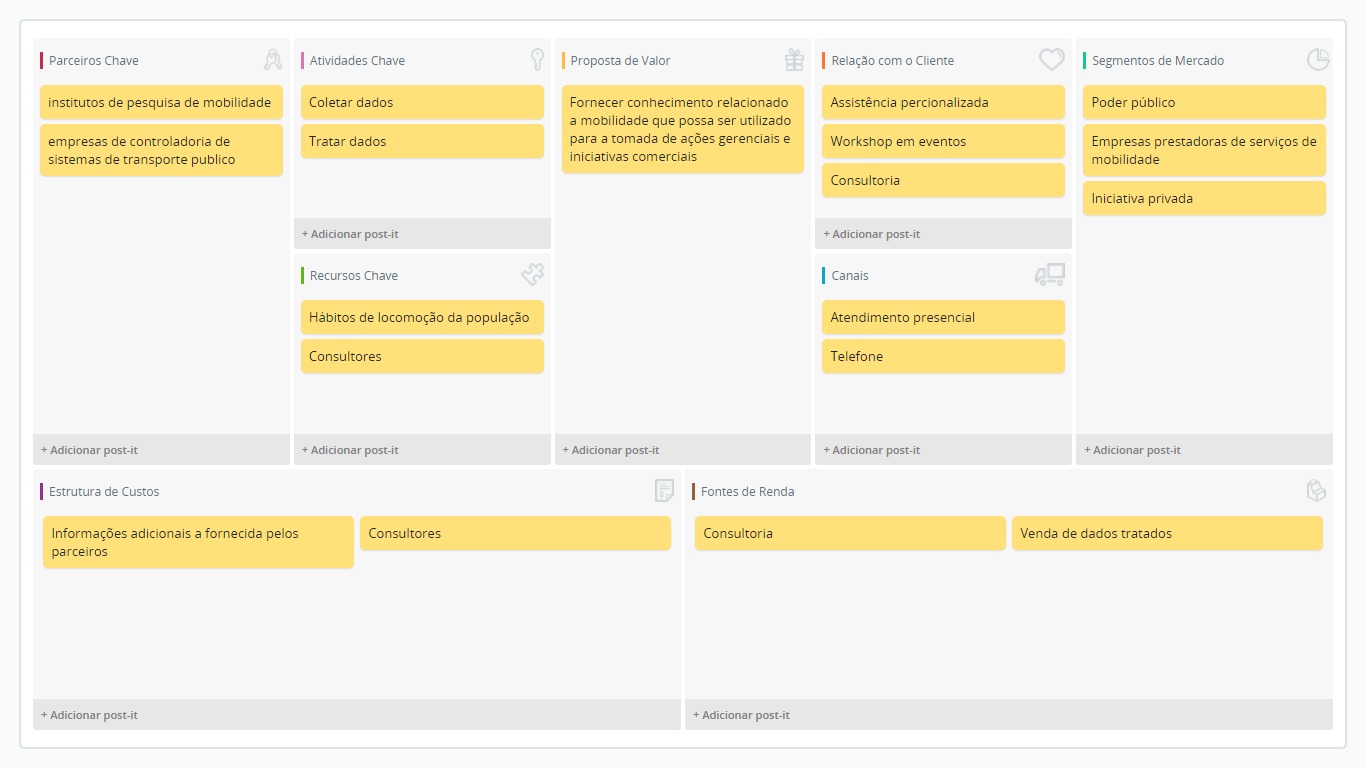 Parceiros Chave
institutos de pesquisa de mobilidade
empresas de controladoria de
sistemas de transporte publico
+ Adicionar post-it
Atividades Chave
Coletar dados
Tratar dados
+ Adicionar post-it
Recursos Chave
Hábitos de locomoção da população
Consultores
+ Adicionar post-it
Proposta de Valor
Fornecer conhecimento relacionado
a mobilidade que possa ser utilizado
para a tomada de ações gerenciais e
iniciativas comerciais
+ Adicionar post-it
Relação com o Cliente
Assistência percionalizada
Workshop em eventos
Consultoria
+ Adicionar post-it
Canais
Atendimento presencial
Telefone
+ Adicionar post-it
Segmentos de Mercado
Poder público
Empresas prestadoras de serviços de
mobilidade
Iniciativa privada
+ Adicionar post-it
Estrutura de Custos
Informações adicionais a fornecida pelos
parceiros
Consultores
+ Adicionar post-it
Fontes de Renda
Consultoria
Venda de dados tratados
+ Adicionar post-it